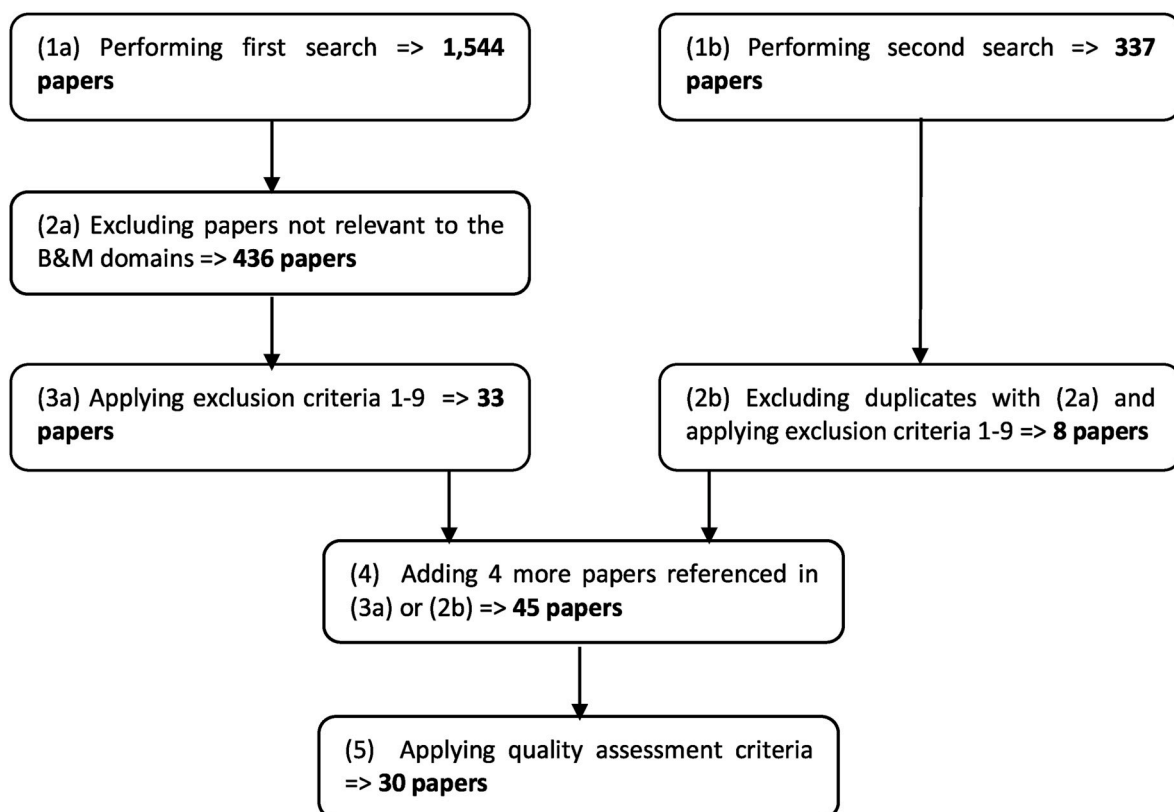 (1a) Performing first search => 1,544
papers
(1b) Performing second search => 337
papers
(2a) Excluding papers not relevant to the
B&M domains => 436 papers
(3a) Applying exclusion criteria 1-9 => 33
papers
(2b) Excluding duplicates with (2a) and
applying exclusion criteria 1-9 => 8 papers
(4) Adding 4 more papers referenced in
(3a) or (2b) => 45 papers
(5) Applying quality assessment criteria
=> 30 papers